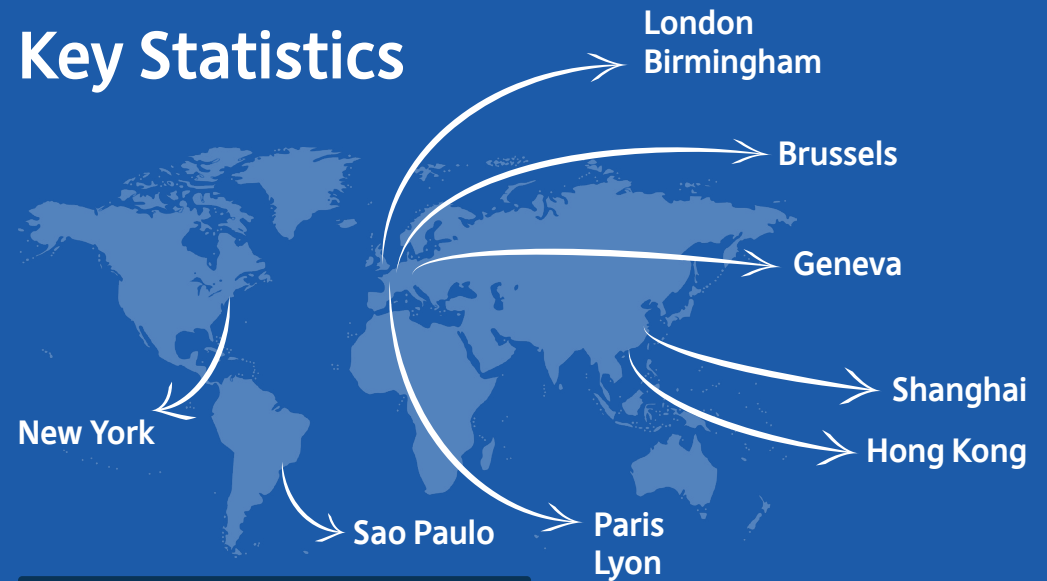 Key Statistics
London
Birmingham
Brussels
Geneva
Shanghai
New York
Hong Kong
Sao Paulo
Paris
Lyon